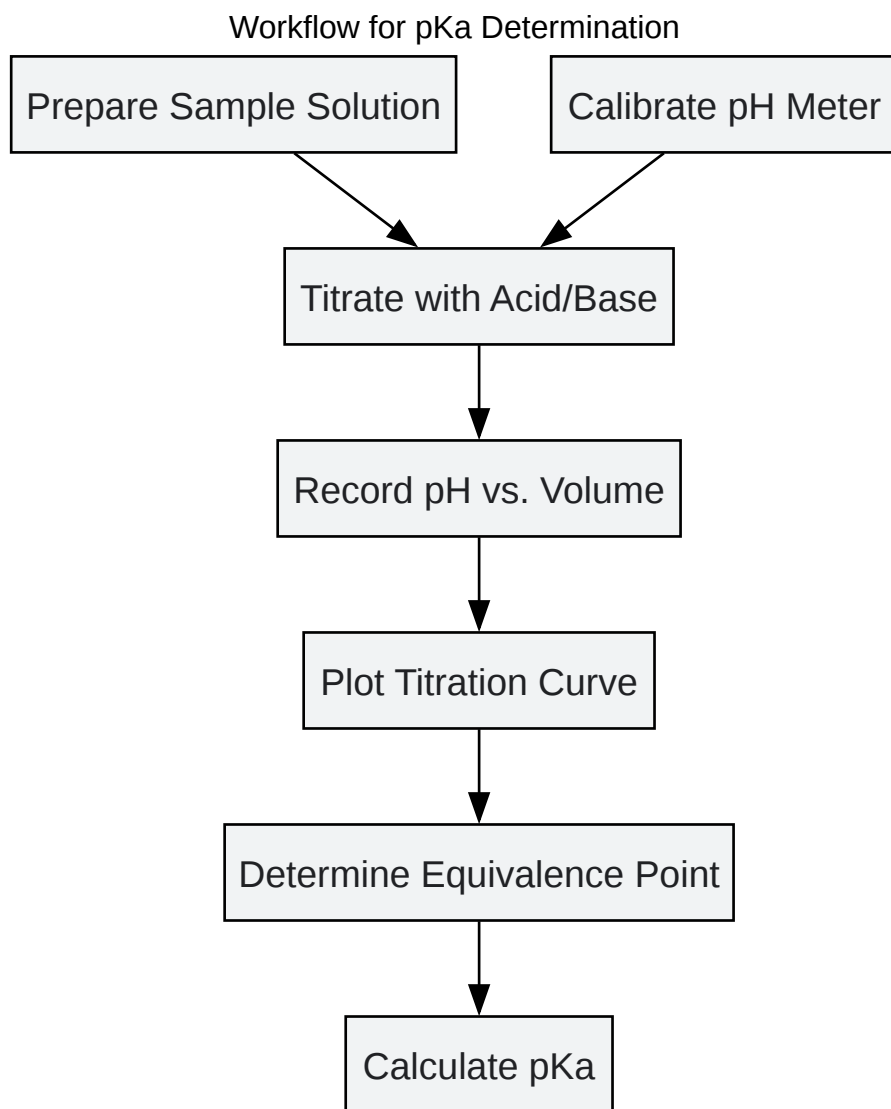 Workflow for pKa Determination
Prepare Sample Solution
Calibrate pH Meter
Titrate with Acid/Base
Record pH vs. Volume
Plot Titration Curve
Determine Equivalence Point
Calculate pKa